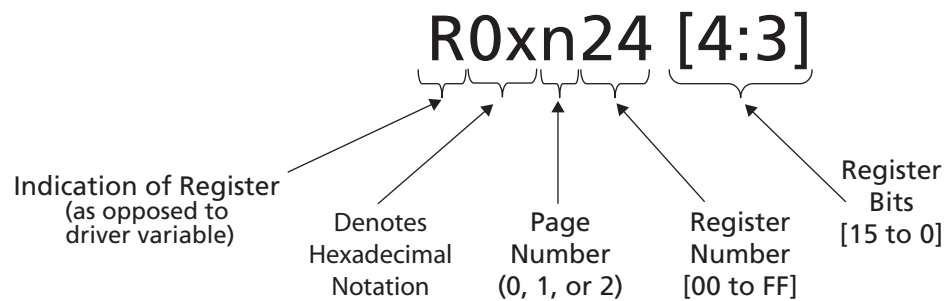 R0xn24 [4:3]
Indication of Register
(as opposed to
driver variable)
Denotes
Hexadecimal
Notation
Page
Number
(0, 1, or 2)
Register
Number
[00 to FF]
Register
Bits
[15 to 0]